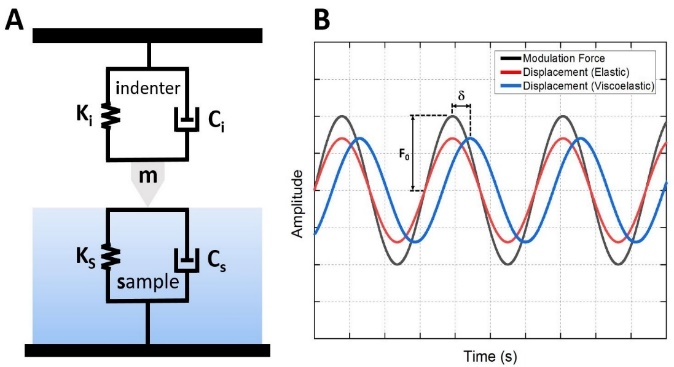 A
indenter
Ki
Ci
m
Ks
Cs
sample
B
Modulation Force
Displacement (Elastic)
Displacement (Viscoelastic)
δ
F0
Amplitude
Time (s)